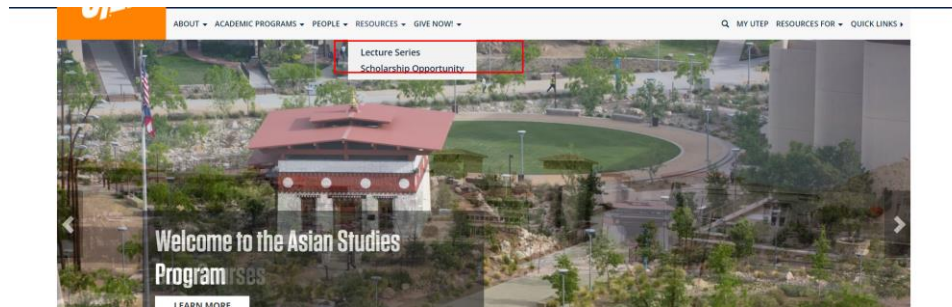 ABOUT ACADEMIC PROGRAMS PEOPLE RESOURCES GIVE NOW! MY UTEP RESOURCES FOR QUICK LINKS
Lecture Series
Scholarship Opportunity
Welcome to the Asian Studies
Program
LEARN MORE